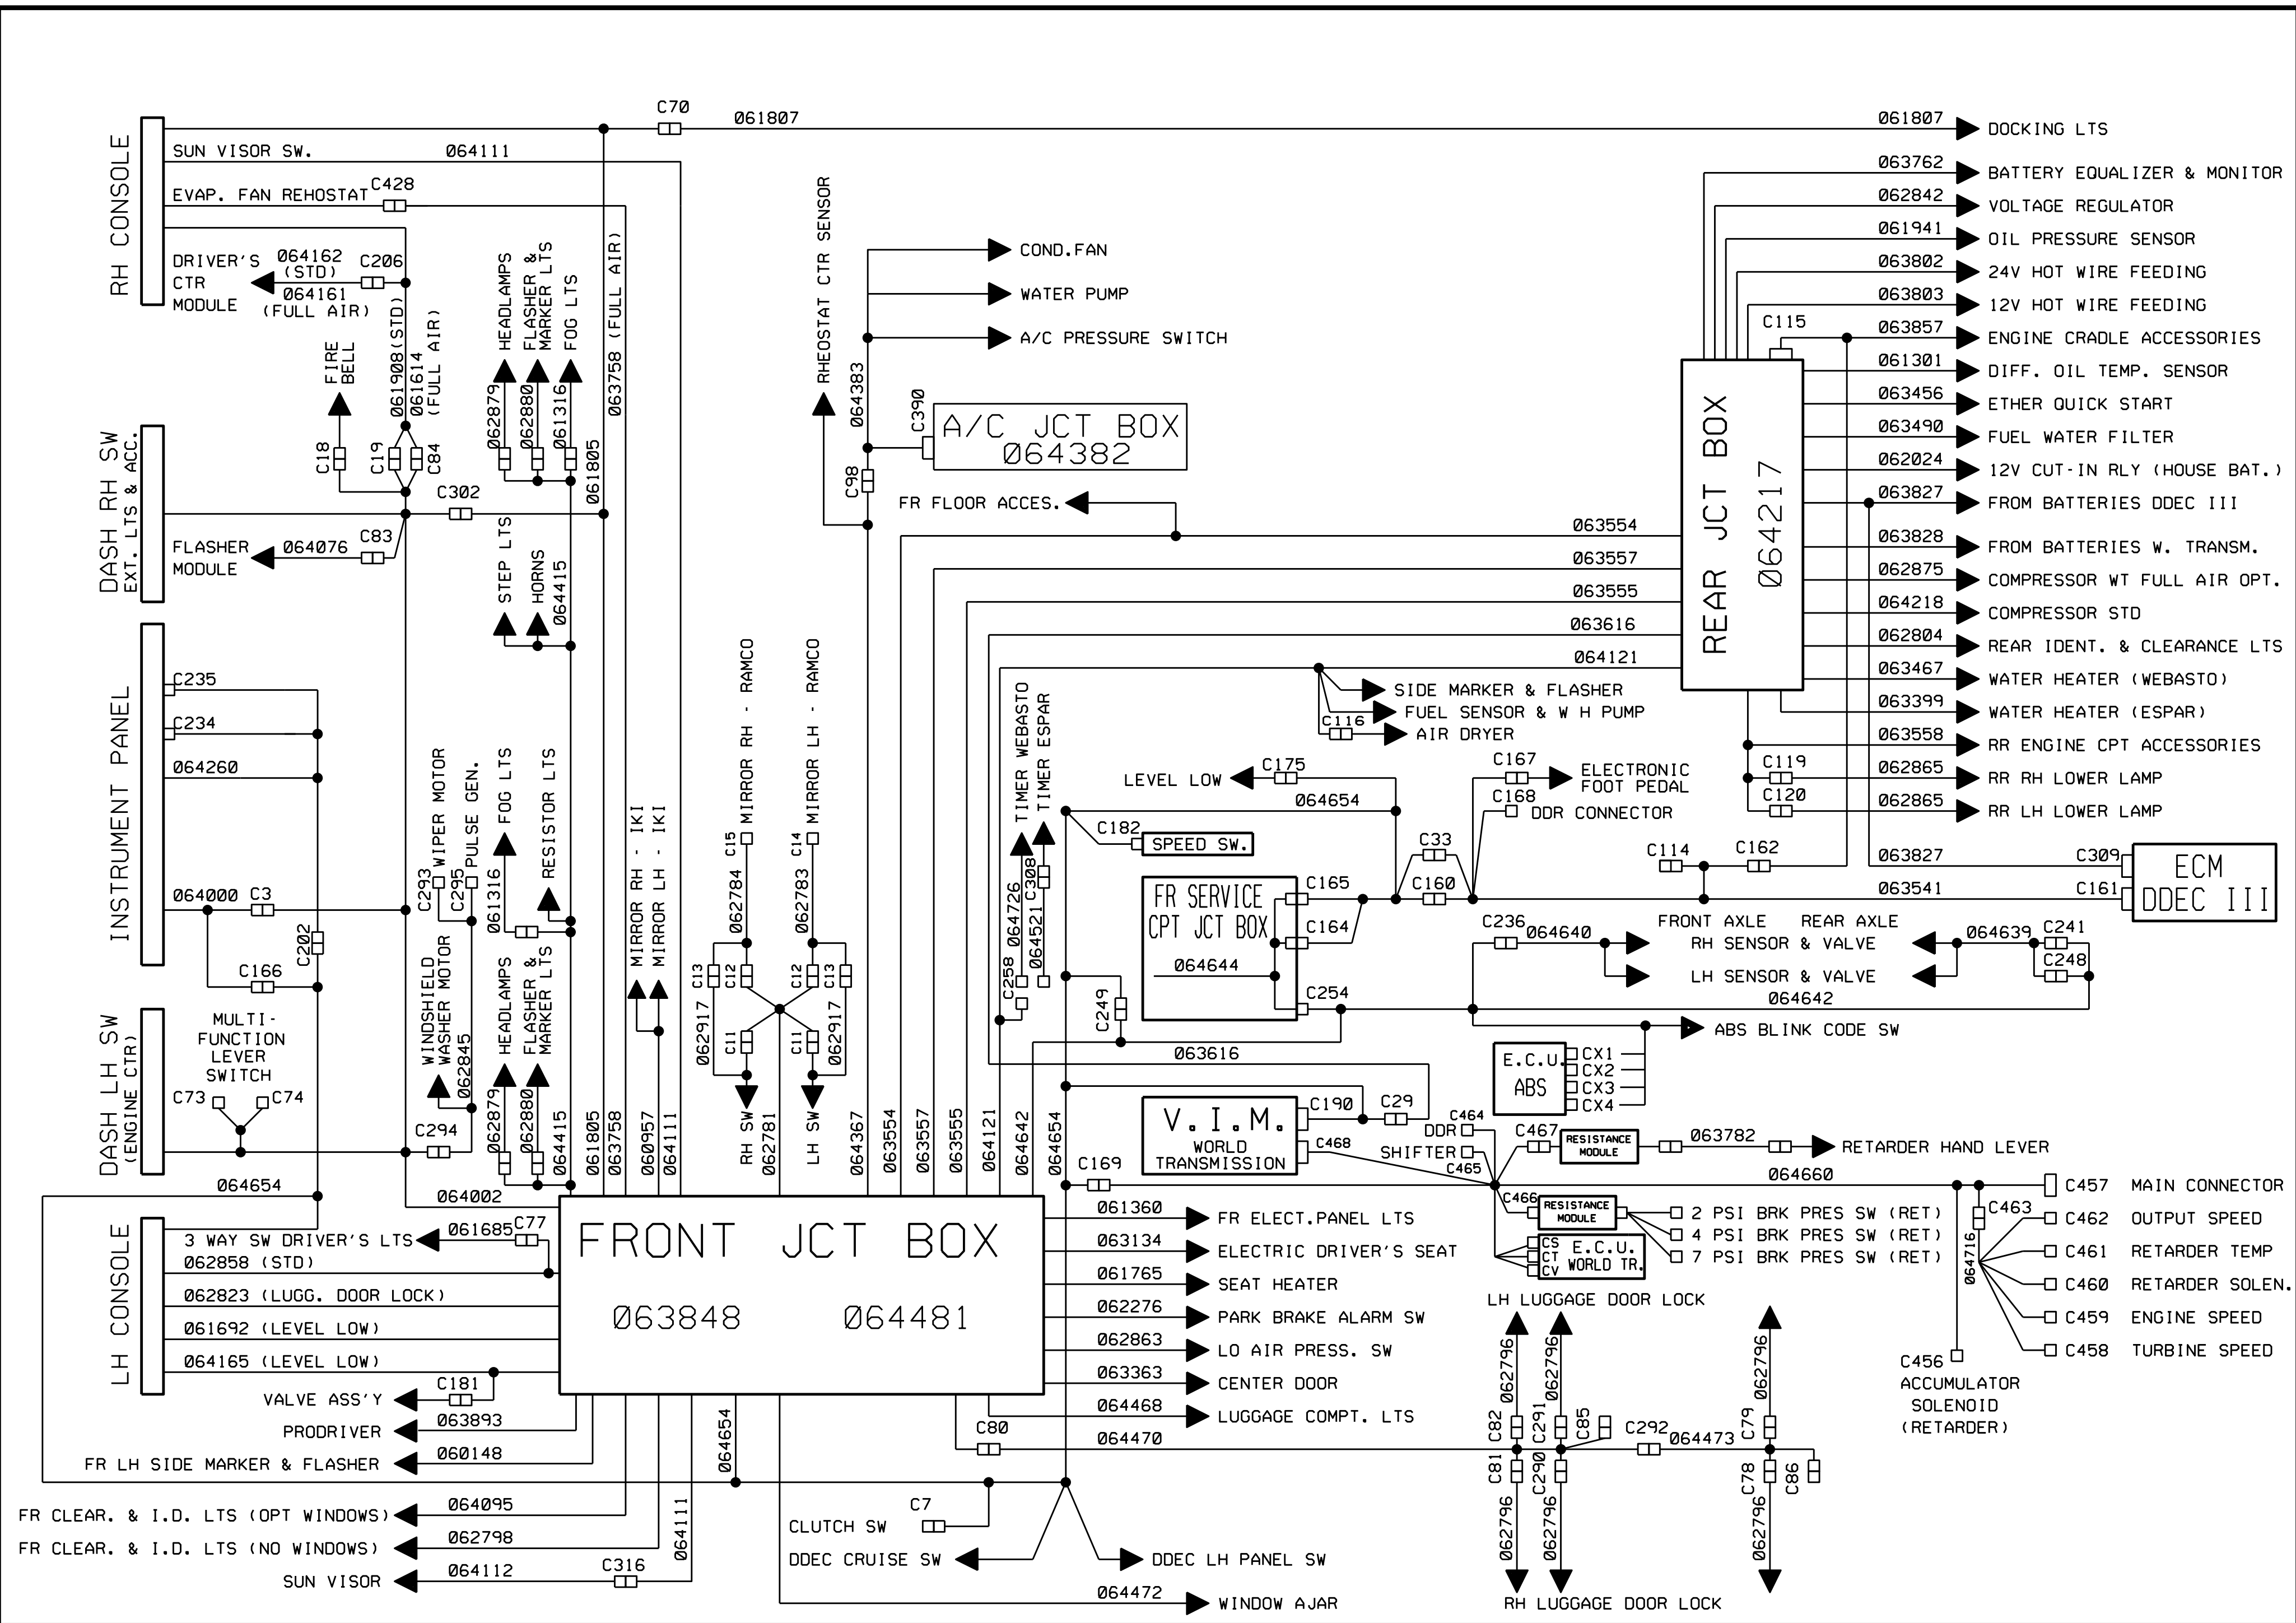 RH CONSOLE
C70
061807
061807
DOCKING LTS
SUN VISOR SW.
064111
EVAP. FAN REHOSTAT
C428
DRIVER'S
CTR
MODULE
064162
(STD)
064161
(FULL AIR)
C206
061908(STD)
061614
(FULL AIR)
FIRE
BELL
C18
C19
C84
HEADLAMPS
FLASHER &
MARKER LTS
FOG LTS
062879
062880
061316
061805
063758 (FULL AIR)
RHEOSTAT CTR SENSOR
064383
COND.FAN
WATER PUMP
A/C PRESSURE SWITCH
C390
A/C JCT BOX
064382
C98
FR FLOOR ACCES.
063762
BATTERY EQUALIZER & MONITOR
062842
VOLTAGE REGULATOR
061941
OIL PRESSURE SENSOR
063802
24V HOT WIRE FEEDING
063803
12V HOT WIRE FEEDING
C115
063857
ENGINE CRADLE ACCESSORIES
061301
DIFF. OIL TEMP. SENSOR
063456
ETHER QUICK START
063490
FUEL WATER FILTER
062024
12V CUT-IN RLY (HOUSE BAT.)
063827
FROM BATTERIES DDEC III
063828
FROM BATTERIES W. TRANSM.
062875
COMPRESSOR WT FULL AIR OPT.
064218
COMPRESSOR STD
062804
REAR IDENT. & CLEARANCE LTS
063467
WATER HEATER (WEBASTO)
063399
WATER HEATER (ESPAR)
063558
RR ENGINE CPT ACCESSORIES
C119
062865
RR RH LOWER LAMP
C120
062865
RR LH LOWER LAMP
REAR JCT BOX
064217
063554
063557
063555
063616
064121
DASH RH SW
EXT. LTS & ACC.
C302
FLASHER
MODULE
064076
C83
STEP LTS
HORNS
064415
SIDE MARKER & FLASHER
FUEL SENSOR & W H PUMP
C116
AIR DRYER
INSTRUMENT PANEL
C235
C234
064260
064000
C3
C202
C166
WIPER MOTOR
PULSE GEN.
C293
C295
FOG LTS
061316
RESISTOR LTS
MIRROR RH - IKI
MIRROR LH - IKI
MIRROR RH - RAMCO
MIRROR LH - RAMCO
C15
C14
062784
062783
C13
C12
C12
C13
062917
C11
C11
062917
RH SW
LH SW
TIMER WEBASTO
TIMER ESPAR
064726
C308
064521
C258
LEVEL LOW
C175
064654
C182
SPEED SW.
C167
ELECTRONIC
FOOT PEDAL
C168
DDR CONNECTOR
C33
C160
C114
C162
063827
C309
063541
C161
ECM
DDEC III
FR SERVICE
CPT JCT BOX
064644
C165
C164
C254
C249
C236
064640
FRONT AXLE
REAR AXLE
RH SENSOR & VALVE
LH SENSOR & VALVE
064639
C241
C248
064642
ABS BLINK CODE SW
063616
E.C.U.
ABS
CX1
CX2
CX3
CX4
DASH LH SW
(ENGINE CTR)
MULTI-
FUNCTION
LEVER
SWITCH
C73
C74
WINDSHIELD
WASHER MOTOR
062845
C294
HEADLAMPS
FLASHER &
MARKER LTS
062879
062880
064415
061805
063758
060957
064111
062781
064367
063554
063557
063555
064121
064642
064654
V.I.M.
WORLD
TRANSMISSION
C190
C29
C468
C464
DDR
SHIFTER
C465
C467
RESISTANCE
MODULE
063782
RETARDER HAND LEVER
C169
064660
C466
RESISTANCE
MODULE
2 PSI BRK PRES SW (RET)
4 PSI BRK PRES SW (RET)
7 PSI BRK PRES SW (RET)
CS
CT
CV
E.C.U.
WORLD TR.
C457
MAIN CONNECTOR
C463
C462
OUTPUT SPEED
064716
C461
RETARDER TEMP
C460
RETARDER SOLEN.
C459
ENGINE SPEED
C458
TURBINE SPEED
C456
ACCUMULATOR
SOLENOID
(RETARDER)
064654
064002
LH CONSOLE
3 WAY SW DRIVER'S LTS
061685
C77
062858 (STD)
062823 (LUGG. DOOR LOCK)
061692 (LEVEL LOW)
064165 (LEVEL LOW)
FRONT JCT BOX
063848
064481
061360
FR ELECT.PANEL LTS
063134
ELECTRIC DRIVER'S SEAT
061765
SEAT HEATER
062276
PARK BRAKE ALARM SW
062863
LO AIR PRESS. SW
063363
CENTER DOOR
064468
LUGGAGE COMPT. LTS
C80
064470
VALVE ASS'Y
C181
PRODRIVER
063893
FR LH SIDE MARKER & FLASHER
060148
FR CLEAR. & I.D. LTS (OPT WINDOWS)
064095
FR CLEAR. & I.D. LTS (NO WINDOWS)
062798
SUN VISOR
064112
C316
064111
064654
C7
CLUTCH SW
DDEC CRUISE SW
DDEC LH PANEL SW
064472
WINDOW AJAR
LH LUGGAGE DOOR LOCK
062796
062796
062796
C82
C291
C85
C292
064473
C79
C81
C290
C78
C86
062796
062796
062796
RH LUGGAGE DOOR LOCK